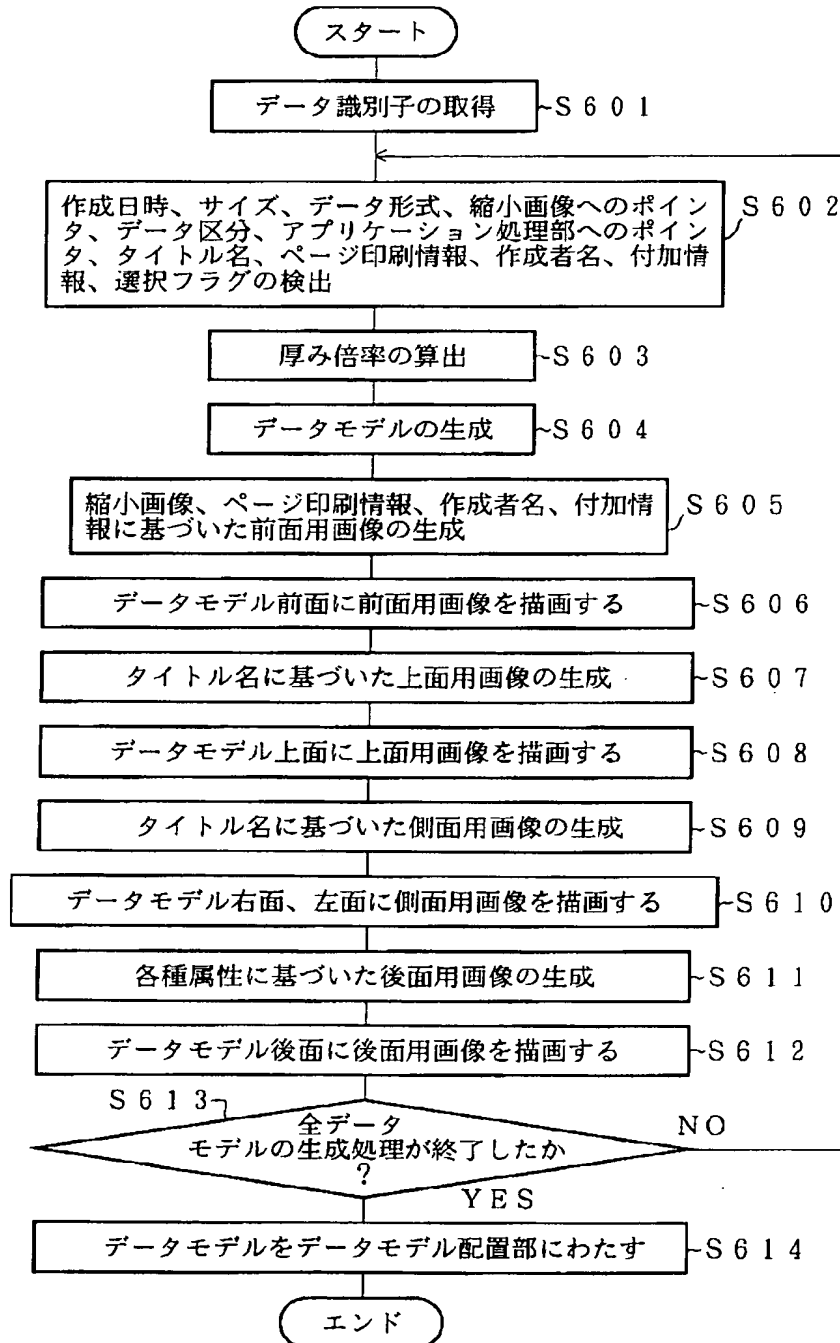 スタート
データ識別子の取得 ~S601
作成日時、サイズ、データ形式、縮小画像へのポイン
タ、データ区分、アプリケーション処理部へのポイン
タ、タイトル名、ページ印刷情報、作成者名、付加情
報、選択フラグの検出
S602
厚み倍率の算出 ~S603
データモデルの生成 ~S604
縮小画像、ページ印刷情報、作成者名、付加情
報に基づいた前面用画像の生成
S605
データモデル前面に前面用画像を描画する ~S606
タイトル名に基づいた上面用画像の生成 ~S607
データモデル上面に上面用画像を描画する ~S608
タイトル名に基づいた側面用画像の生成 ~S609
データモデル右面、左面に側面用画像を描画する ~S610
各種属性に基づいた後面用画像の生成 ~S611
データモデル後面に後面用画像を描画する ~S612
S613
全データ
モデルの生成処理が終了したか
?
NO
YES
データモデルをデータモデル配置部にわたす ~S614
エンド